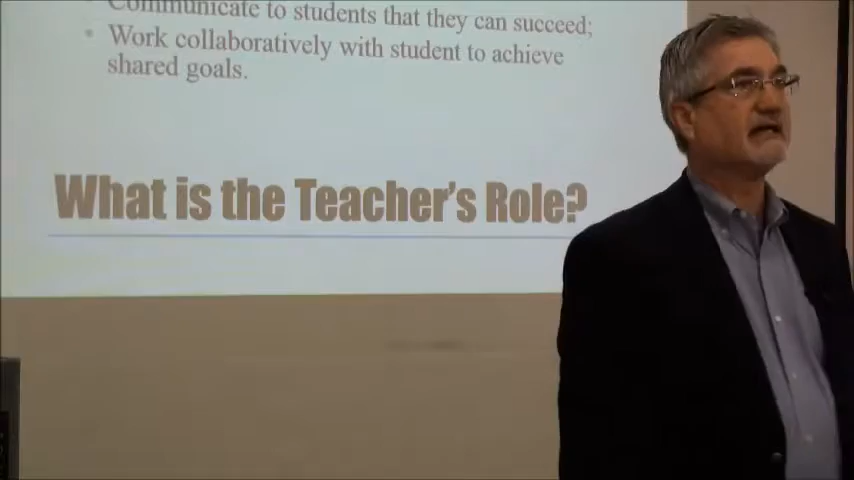 Communicate to students that they can succeed;
• Work collaboratively with student to achieve
shared goals.
What is the Teacher's Role?